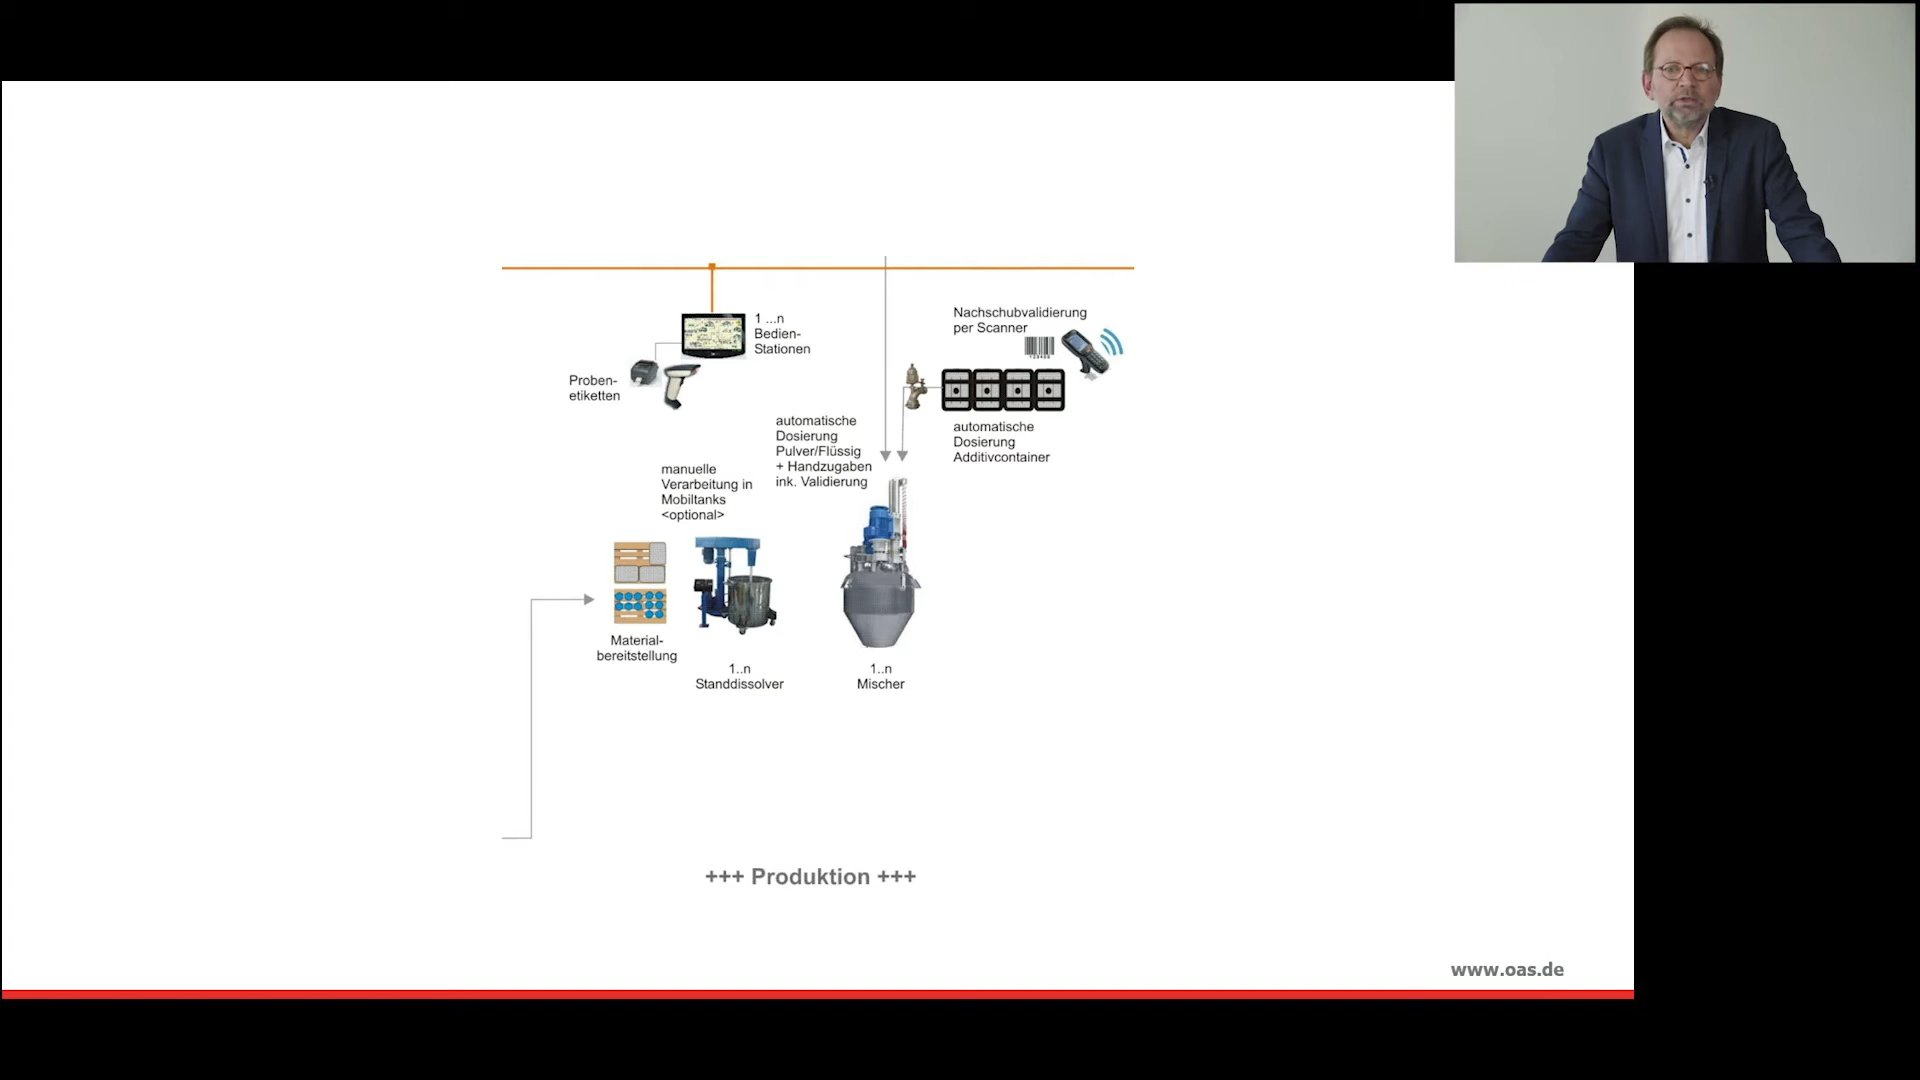 1 ...n
Bedien-
Stationen
Proben-
etiketten
Nachschubvalidierung
per Scanner
automatische
Dosierung
Additivcontainer
automatische
Dosierung
Pulver/Flüssig
+ Handzugaben
ink. Validierung
manuelle
Verarbeitung in
Mobiltanks
<optional>
Material-
bereitstellung
1..n
Standdissolver
1..n
Mischer
+++ Produktion +++
www.oas.de